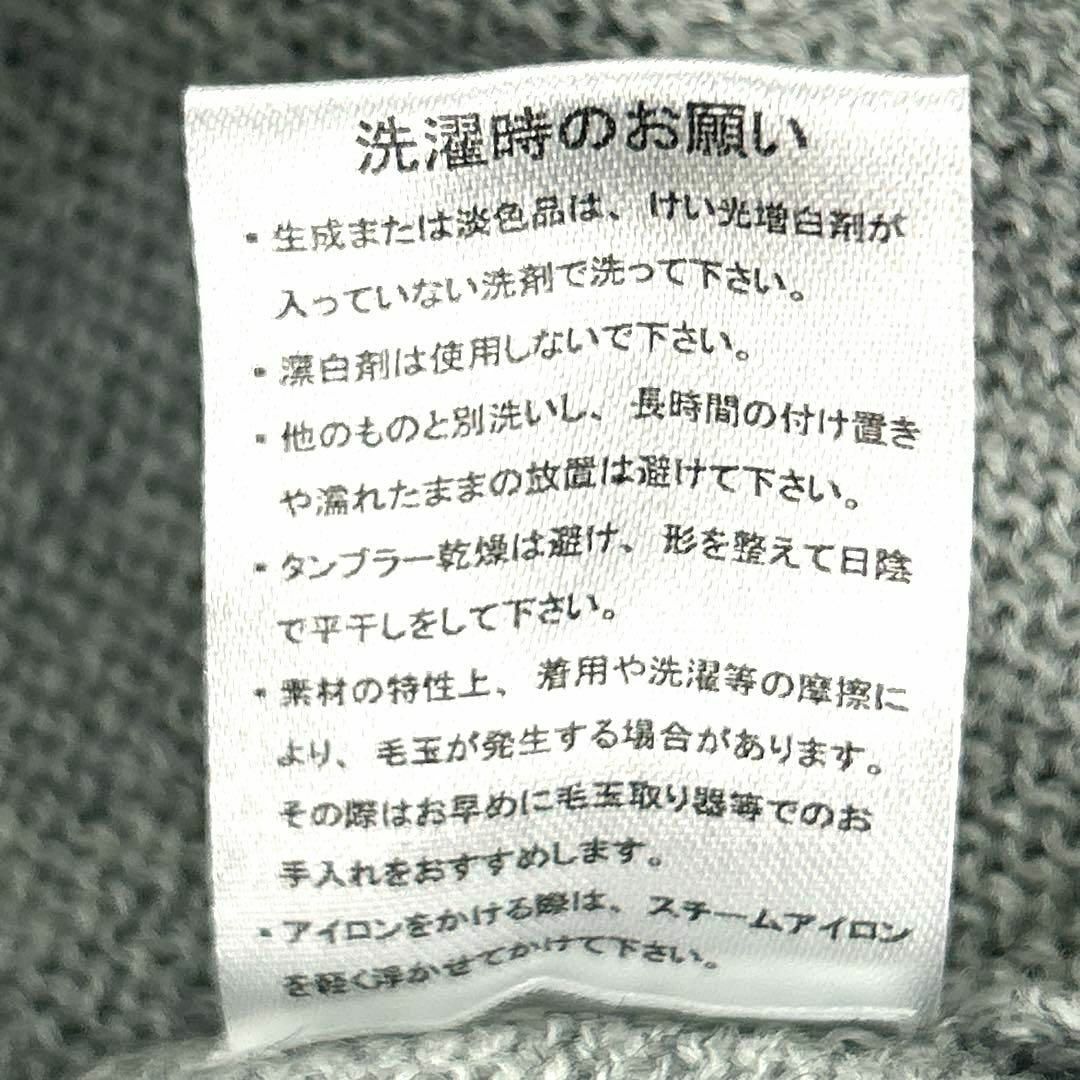 洗濯時のお願い
・生成または淡色品は、けい光増白剤が
入っていない洗剤で洗って下さい。
・漂白剤は使用しないで下さい。
・他のものと別洗いし、長時間の付け置き
や濡れたままの放置は避けて下さい。
・タンブラー乾燥は避け、形を整えて日陰
で平干しをして下さい。
・素材の特性上、着用や洗濯等の摩擦に
より、毛玉が発生する場合があります。
その際はお早めに毛玉取り器等でのお
手入れをおすすめします。
・アイロンをかける際は、スチームアイロン
を軽く浮かせてかけて下さい。